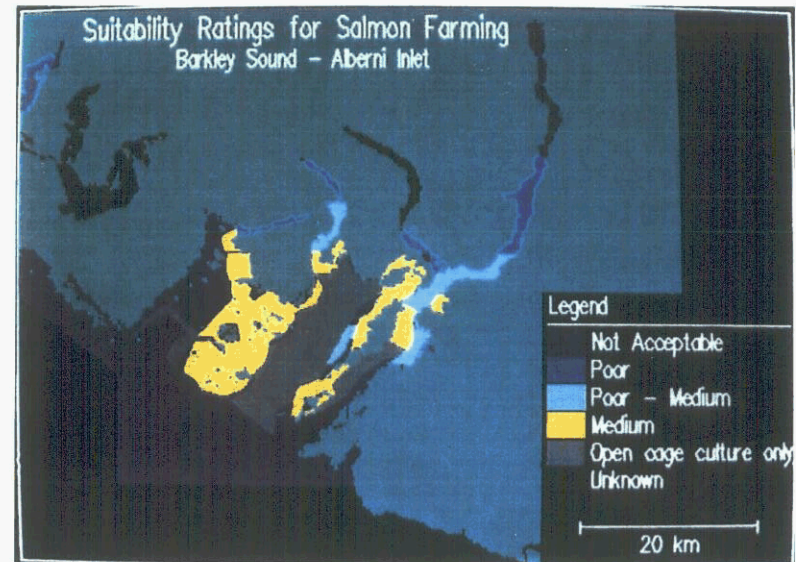 Suitability Ratings for Salmon Farming
Barkley Sound - Alberni Inlet
Legend
Not Acceptable
Poor
Poor - Medium
Medium
Open cage culture only
Unknown
20 km